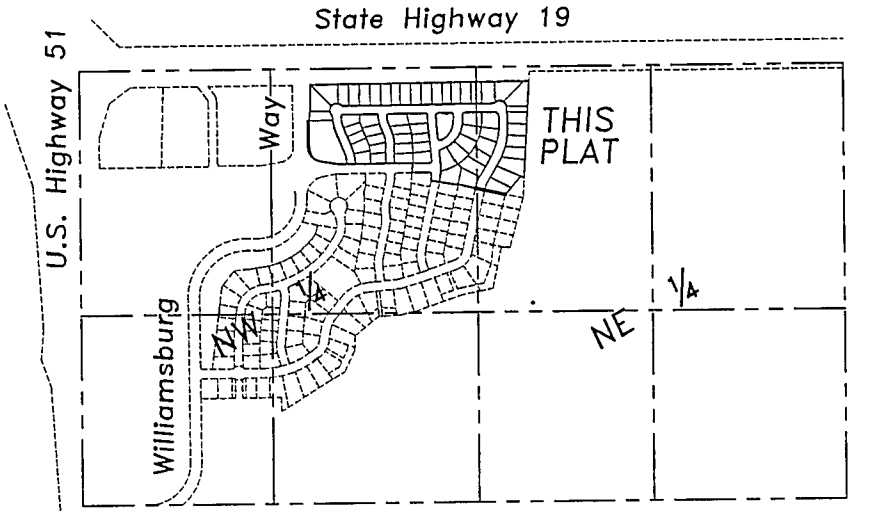 State Highway 19
U.S. Highway 51
Way
THIS
PLAT
Williamsburg
NW 1/4
NE 1/4